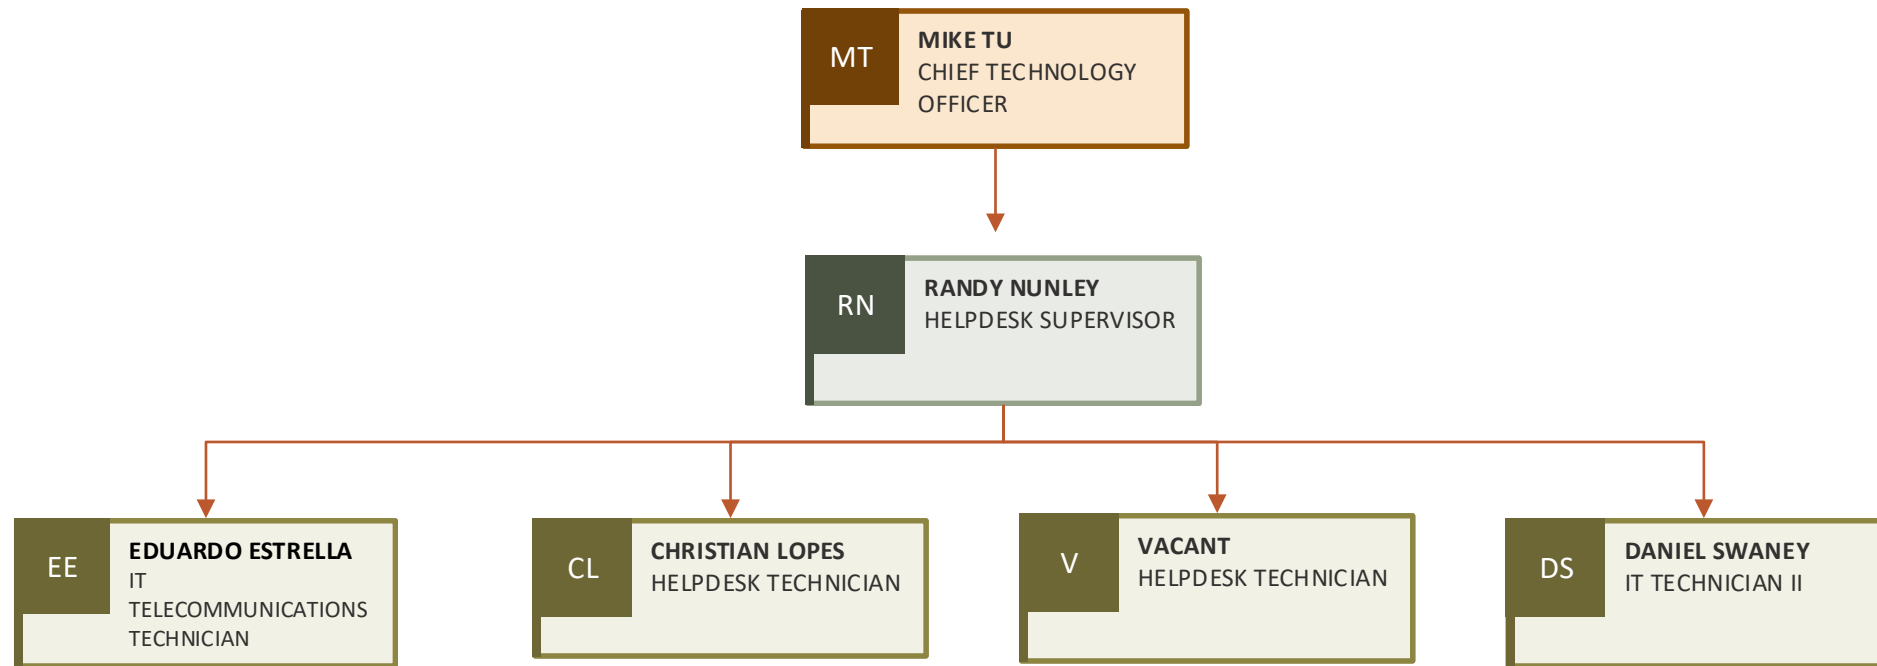 MT
MIKE TU
CHIEF TECHNOLOGY
OFFICER
RN
RANDY NUNLEY
HELPDESK SUPERVISOR
EE
EDUARDO ESTRELLA
IT
TELECOMMUNICATIONS
TECHNICIAN
CL
CHRISTIAN LOPES
HELPDESK TECHNICIAN
V
VACANT
HELPDESK TECHNICIAN
DS
DANIEL SWANEY
IT TECHNICIAN II